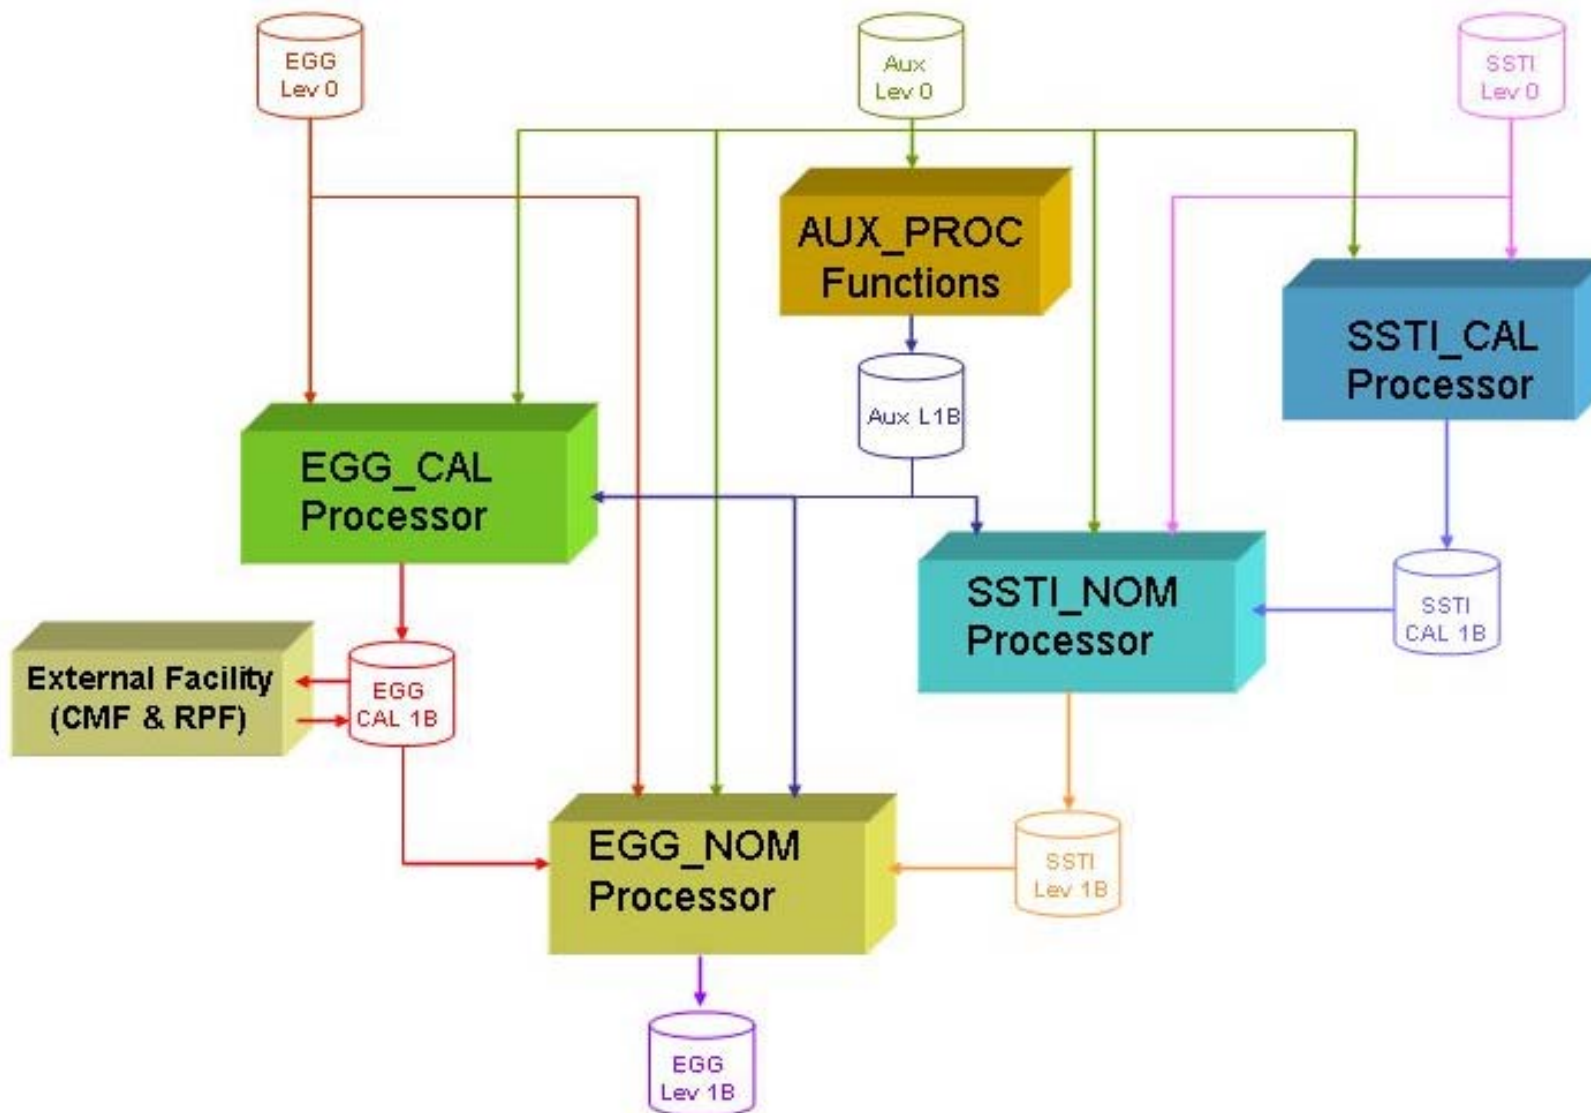 EGG
Lev 0
Aux
Lev 0
SSTI
Lev 0
AUX_PROC
Functions
SSTI_CAL
Processor
Aux L1B
EGG_CAL
Processor
SSTI_NOM
Processor
SSTI
CAL 1B
External Facility
(CMF & RPF)
EGG
CAL 1B
EGG_NOM
Processor
SSTI
Lev 1B
EGG
Lev 1B